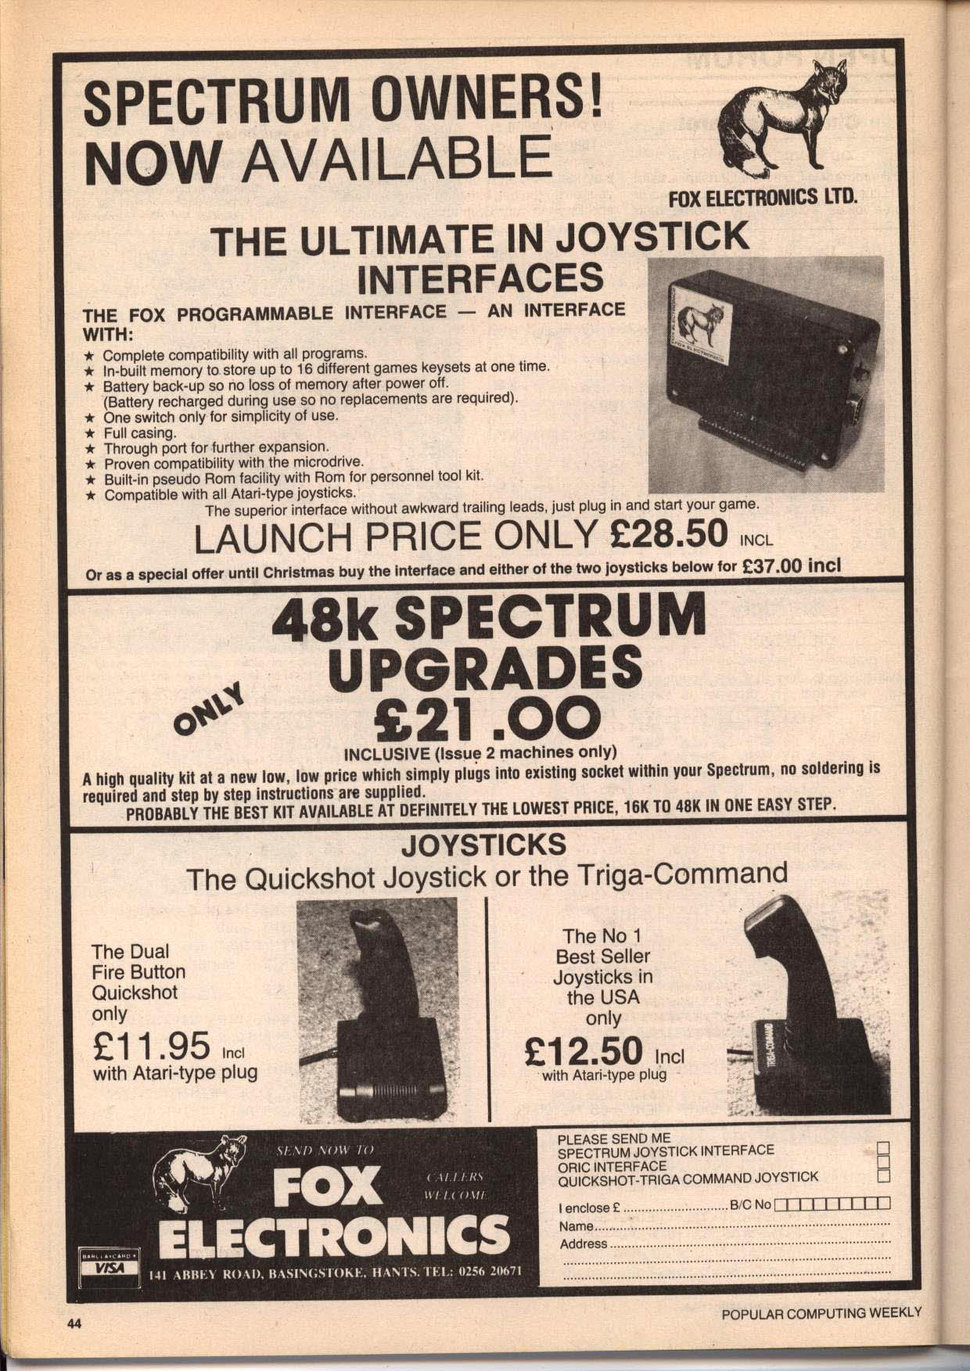 SPECTRUM OWNERS!
NOW AVAILABLE
FOX ELECTRONICS LTD.
THE ULTIMATE IN JOYSTICK
INTERFACES
THE FOX PROGRAMMABLE INTERFACE — AN INTERFACE
WITH:
★ Complete compatibility with all programs.
★ In-built memory to store up to 16 different games keysets at one time.
★ Battery back-up so no loss of memory after power off.
(Battery recharged during use so no replacements are required).
★ One switch only for simplicity of use.
★ Full casing.
★ Through port for further expansion.
★ Proven compatibility with the microdrive.
★ Built-in pseudo Rom facility with Rom for personnel tool kit.
★ Compatible with all Atari-type joysticks.
FOX ELECTRONICS
The superior interface without awkward trailing leads, just plug in and start your game.
LAUNCH PRICE ONLY £28.50 INCL
Or as a special offer until Christmas buy the interface and either of the two joysticks below for £37.00 incl
48k SPECTRUM
UPGRADES
ONLY
£21.00
INCLUSIVE (Issue 2 machines only)
A high quality kit at a new low, low price which simply plugs into existing socket within your Spectrum, no soldering is
required and step by step instructions are supplied.
PROBABLY THE BEST KIT AVAILABLE AT DEFINITELY THE LOWEST PRICE, 16K TO 48K IN ONE EASY STEP.
JOYSTICKS
The Quickshot Joystick or the Triga-Command
The Dual
Fire Button
Quickshot
only
£11.95 Incl
with Atari-type plug
The No 1
Best Seller
Joysticks in
the USA
only
£12.50 Incl
with Atari-type plug
TRIGA-COMMAND
SEND NOW TO
FOX
CALLERS
WELCOME
ELECTRONICS
BARCLAYCARD
VISA
141 ABBEY ROAD, BASINGSTOKE, HANTS. TEL: 0256 20671
PLEASE SEND ME
SPECTRUM JOYSTICK INTERFACE
ORIC INTERFACE
QUICKSHOT-TRIGA COMMAND JOYSTICK
I enclose £ .......................... B/C No
Name..........................
Address ..........................
44
POPULAR COMPUTING WEEKLY